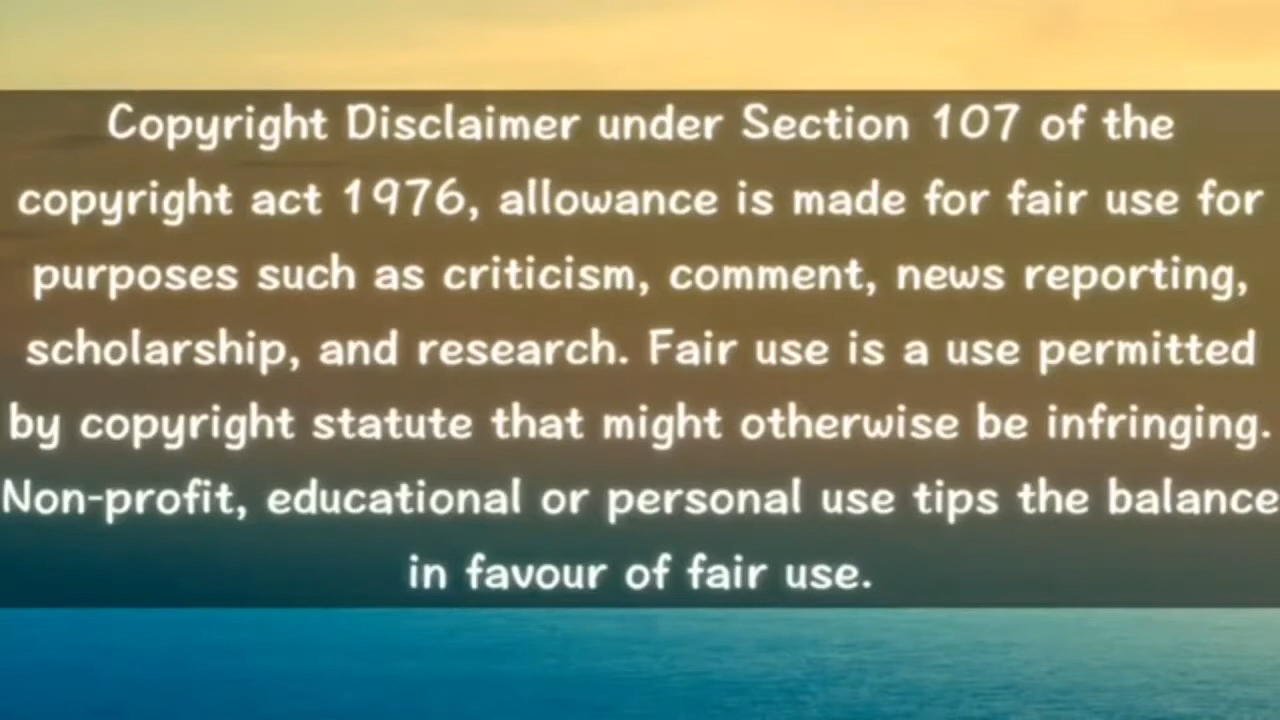 Copyright Disclaimer under Section 107 of the
copyright act 1976, allowance is made for fair use for
purposes such as criticism, comment, news reporting,
scholarship, and research. Fair use is a use permitted
by copyright statute that might otherwise be infringing.
Non-profit, educational or personal use tips the balance
in favour of fair use.